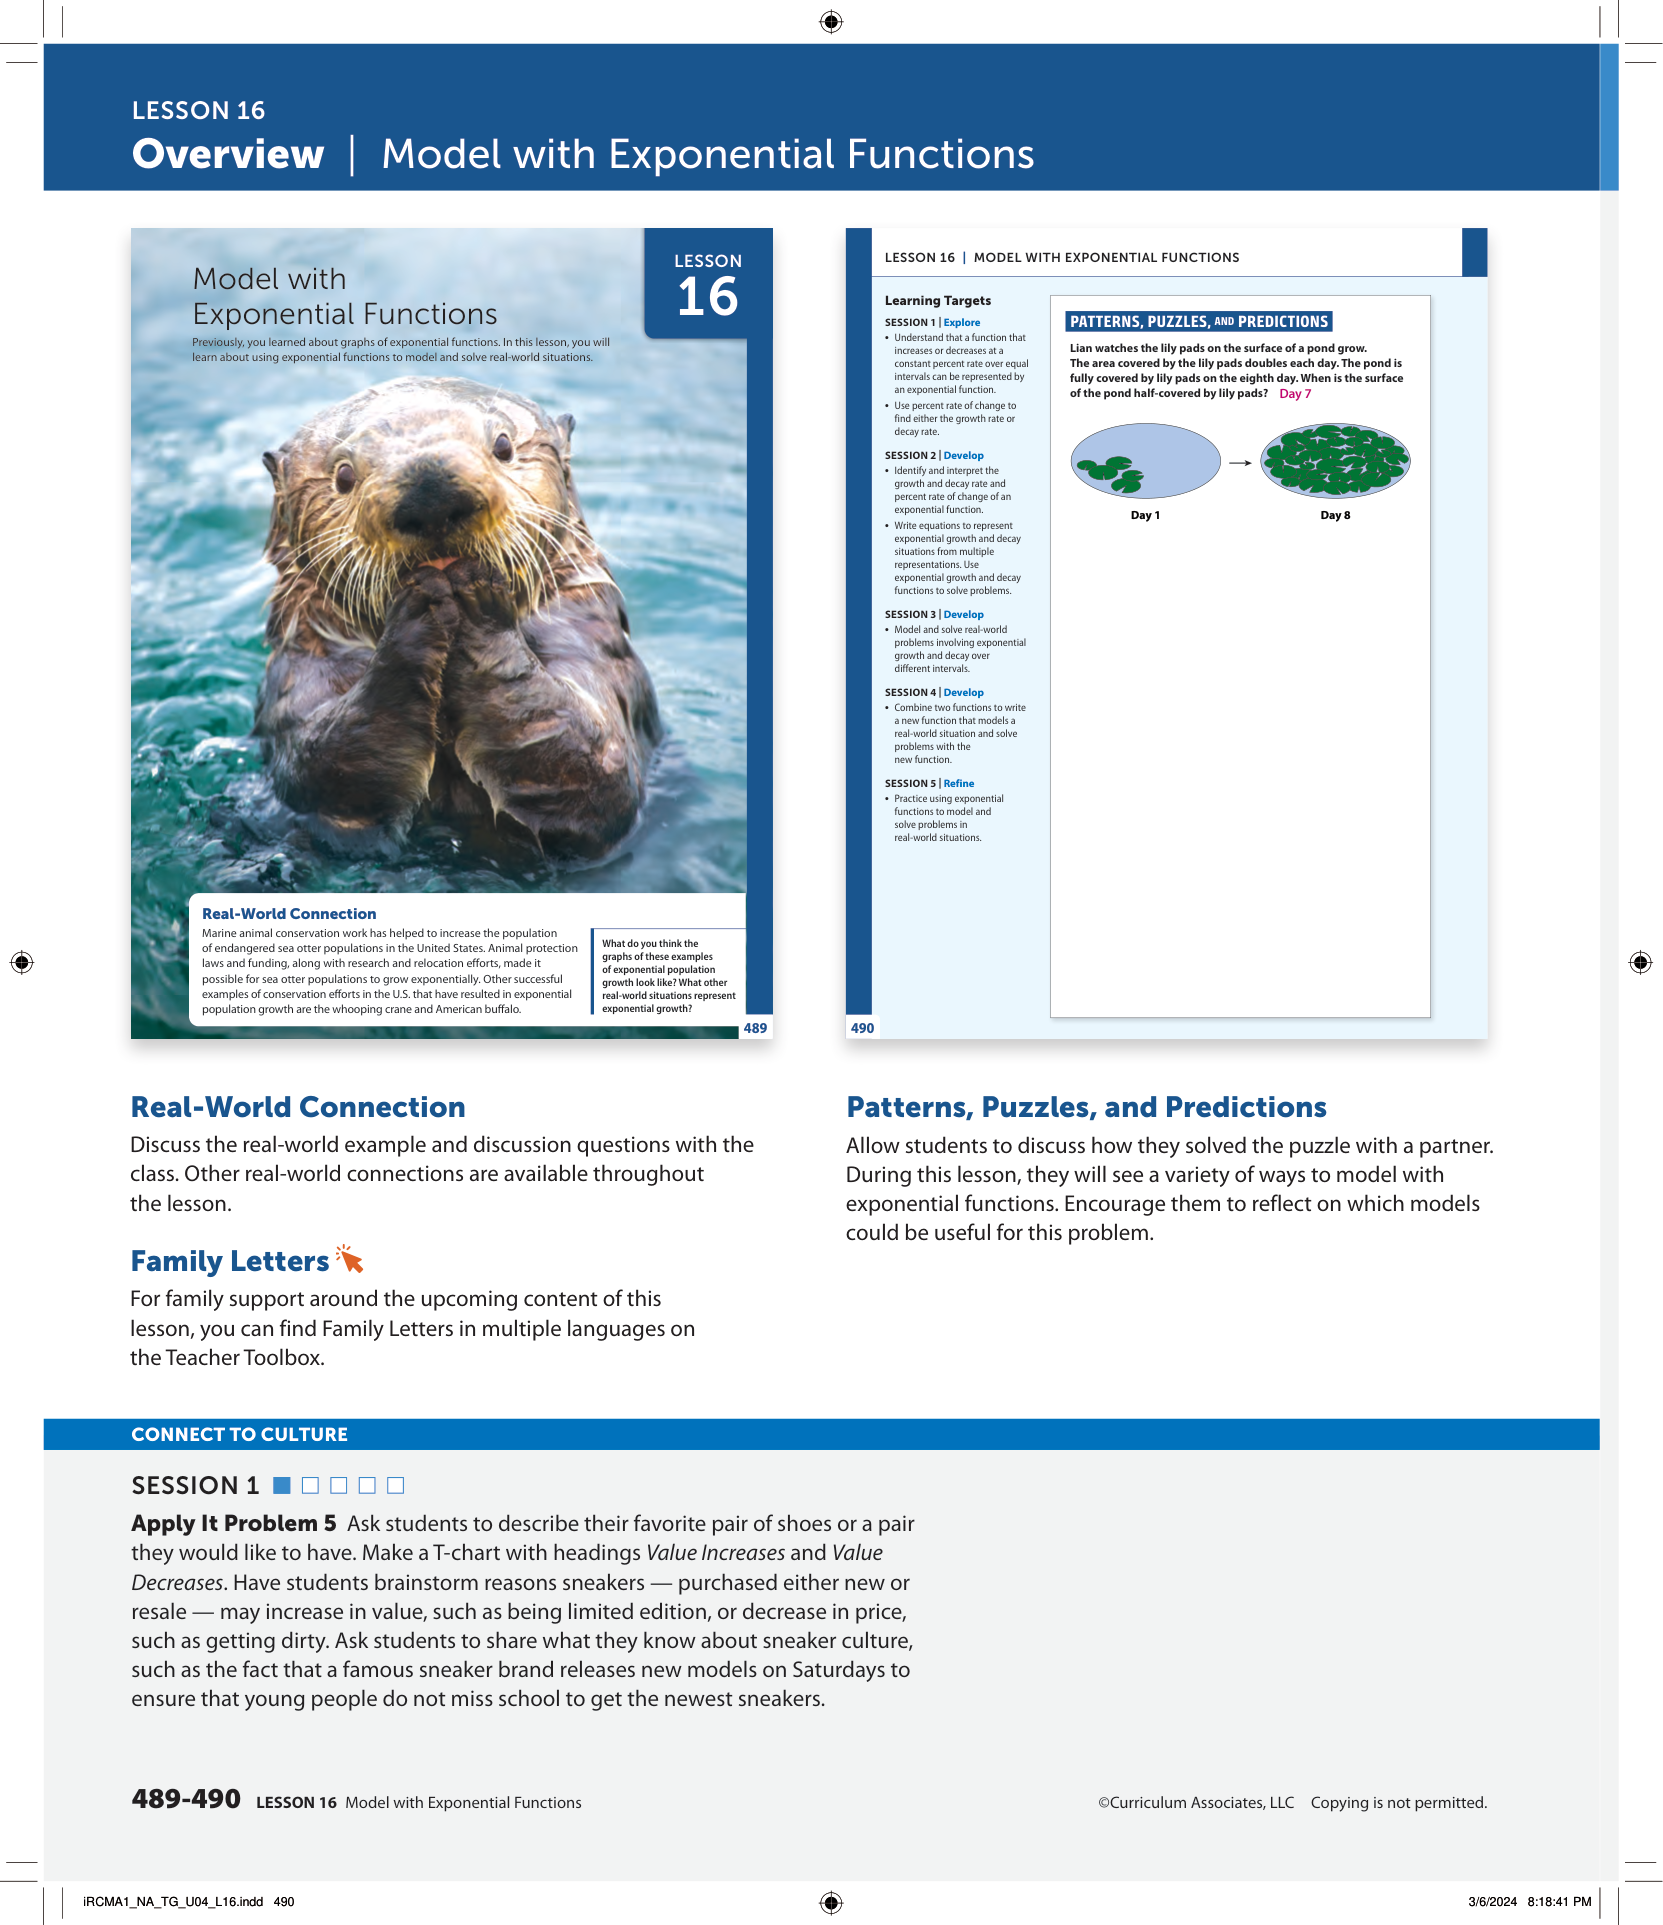 LESSON 16
Overview | Model with Exponential Functions
Model with
Exponential Functions
Previously, you learned about graphs of exponential functions. In this lesson, you will
learn about using exponential functions to model and solve real-world situations.
LESSON
16
Real-World Connection
Marine animal conservation work has helped to increase the population
of endangered sea otter populations in the United States. Animal protection
laws and funding, along with research and relocation efforts, made it
possible for sea otter populations to grow exponentially. Other successful
examples of conservation efforts in the U.S. that have resulted in exponential
population growth are the whooping crane and American buffalo.
What do you think the
graphs of these examples
of exponential population
growth look like? What other
real-world situations represent
exponential growth?
489
LESSON 16 | MODEL WITH EXPONENTIAL FUNCTIONS
Learning Targets
SESSION 1 | Explore
• Understand that a function that
increases or decreases at a
constant percent rate over equal
intervals can be represented by
an exponential function.
• Use percent rate of change to
find either the growth rate or
decay rate.
SESSION 2 | Develop
• Identify and interpret the
growth and decay rate and
percent rate of change of an
exponential function.
• Write equations to represent
exponential growth and decay
situations from multiple
representations. Use
exponential growth and decay
functions to solve problems.
SESSION 3 | Develop
• Model and solve real-world
problems involving exponential
growth and decay over
different intervals.
SESSION 4 | Develop
• Combine two functions to write
a new function that models a
real-world situation and solve
problems with the
new function.
SESSION 5 | Refine
• Practice using exponential
functions to model and
solve problems in
real-world situations.
PATTERNS, PUZZLES, AND PREDICTIONS
Lian watches the lily pads on the surface of a pond grow.
The area covered by the lily pads doubles each day. The pond is
fully covered by lily pads on the eighth day. When is the surface
of the pond half-covered by lily pads? Day 7
Day 1
Day 8
490
Real-World Connection
Discuss the real-world example and discussion questions with the
class. Other real-world connections are available throughout
the lesson.
Family Letters
For family support around the upcoming content of this
lesson, you can find Family Letters in multiple languages on
the Teacher Toolbox.
Patterns, Puzzles, and Predictions
Allow students to discuss how they solved the puzzle with a partner.
During this lesson, they will see a variety of ways to model with
exponential functions. Encourage them to reflect on which models
could be useful for this problem.
CONNECT TO CULTURE
SESSION 1
Apply It Problem 5 Ask students to describe their favorite pair of shoes or a pair
they would like to have. Make a T-chart with headings Value Increases and Value
Decreases. Have students brainstorm reasons sneakers — purchased either new or
resale — may increase in value, such as being limited edition, or decrease in price,
such as getting dirty. Ask students to share what they know about sneaker culture,
such as the fact that a famous sneaker brand releases new models on Saturdays to
ensure that young people do not miss school to get the newest sneakers.
489-490 LESSON 16 Model with Exponential Functions
©Curriculum Associates, LLC Copying is not permitted.
iRCMA1_NA_TG_U04_L16.indd 490
3/6/2024 8:18:41 PM